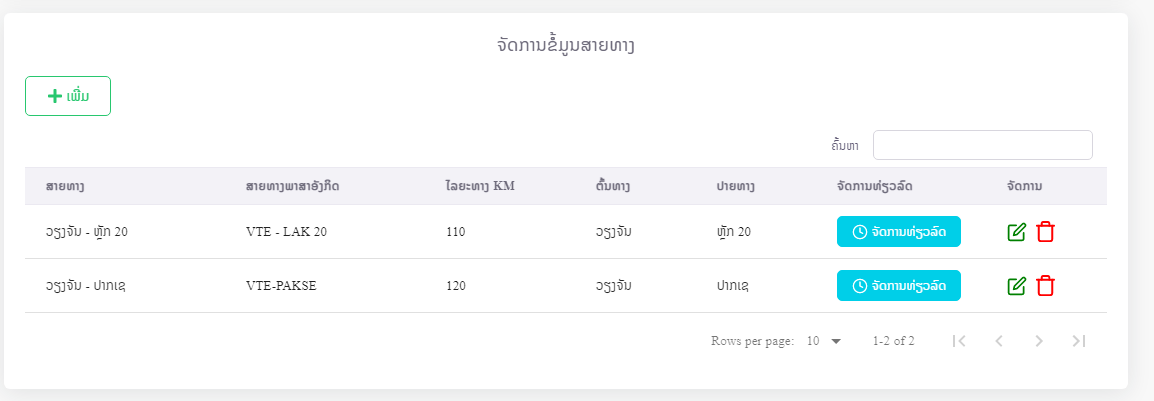 ຈັດການຂໍ້ມູນສາຍທາງ
ເພີ່ມ
ຄົ້ນຫາ
ສາຍທາງ ສາຍທາງພາສາອັງກິດ ໄລຍະທາງ KM ຕົ້ນທາງ ປາຍທາງ ຈັດການທ່ຽວລົດ ຈັດການ
ວຽງຈັນ - ຫຼັກ 20 VTE - LAK 20 110 ວຽງຈັນ ຫຼັກ 20 ຈັດການທ່ຽວລົດ
ວຽງຈັນ - ປາກເຊ VTE-PAKSE 120 ວຽງຈັນ ປາກເຊ ຈັດການທ່ຽວລົດ
Rows per page: 10 1-2 of 2